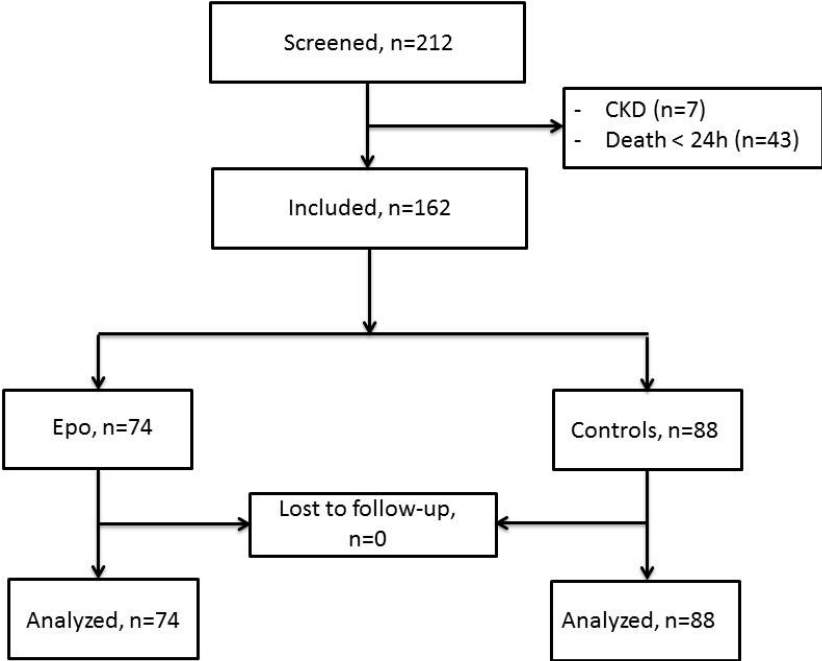 Screened, n=212
- CKD (n=7)
- Death < 24h (n=43)
Included, n=162
Epo, n=74
Controls, n=88
Lost to follow-up,
n=0
Analyzed, n=74
Analyzed, n=88